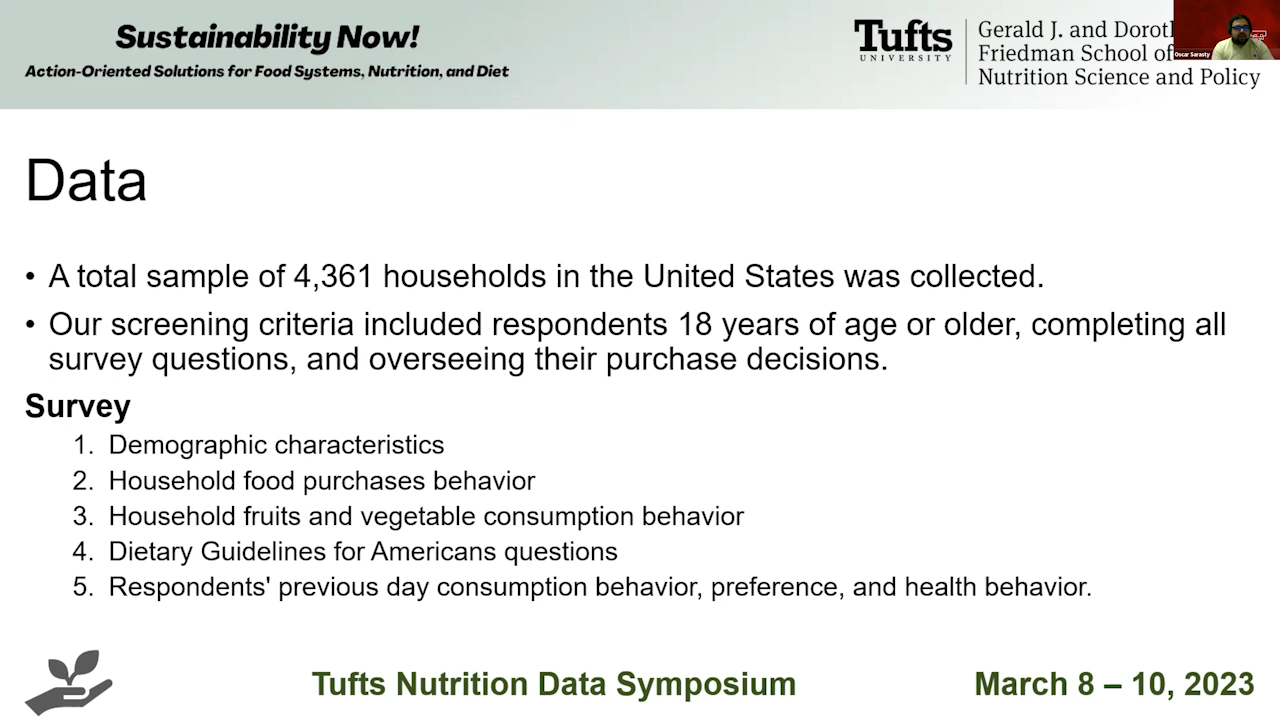 Sustainability Now!
Action-Oriented Solutions for Food Systems, Nutrition, and Diet
Tufts
UNIVERSITY
Gerald J. and
Friedman School of
Nutrition Science and Policy
Oscar Sarasty
Data
• A total sample of 4,361 households in the United States was collected.
• Our screening criteria included respondents 18 years of age or older, completing all
survey questions, and overseeing their purchase decisions.
Survey
1. Demographic characteristics
2. Household food purchases behavior
3. Household fruits and vegetable consumption behavior
4. Dietary Guidelines for Americans questions
5. Respondents' previous day consumption behavior, preference, and health behavior.
Tufts Nutrition Data Symposium
March 8 – 10, 2023